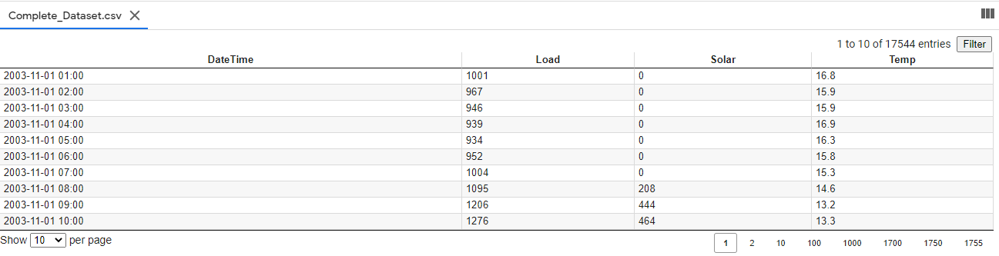 Complete_Dataset.csv
1 to 10 of 17544 entries Filter
DateTime Load Solar Temp
2003-11-01 01:00 1001 0 16.8
2003-11-01 02:00 967 0 15.9
2003-11-01 03:00 946 0 15.9
2003-11-01 04:00 939 0 16.9
2003-11-01 05:00 934 0 16.3
2003-11-01 06:00 952 0 15.8
2003-11-01 07:00 1004 0 15.3
2003-11-01 08:00 1095 208 14.6
2003-11-01 09:00 1206 444 13.2
2003-11-01 10:00 1276 464 13.3
Show 10 per page 1 2 10 100 1000 1700 1750 1755